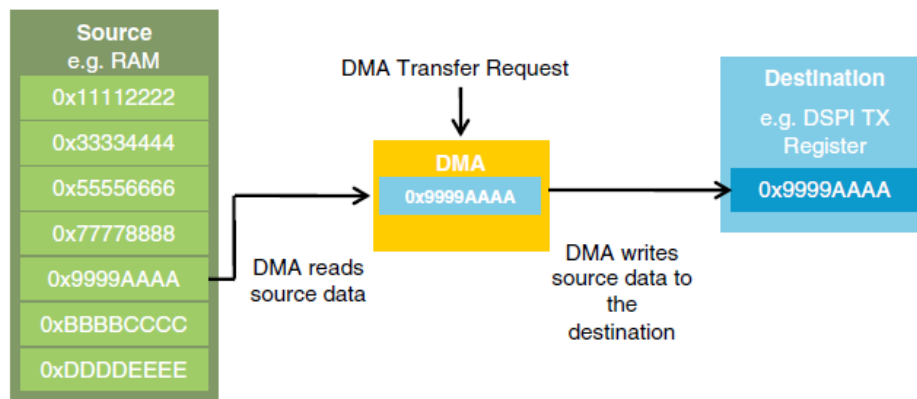 Source
e.g. RAM
0x11112222
0x33334444
0x55556666
0x77778888
0x9999AAAA
0xBBBBCCCC
0xDDDDEEEE
DMA reads
source data
DMA Transfer Request
DMA
0x9999AAAA
DMA writes
source data to
the
destination
Destination
e.g. DSPI TX
Register
0x9999AAAA